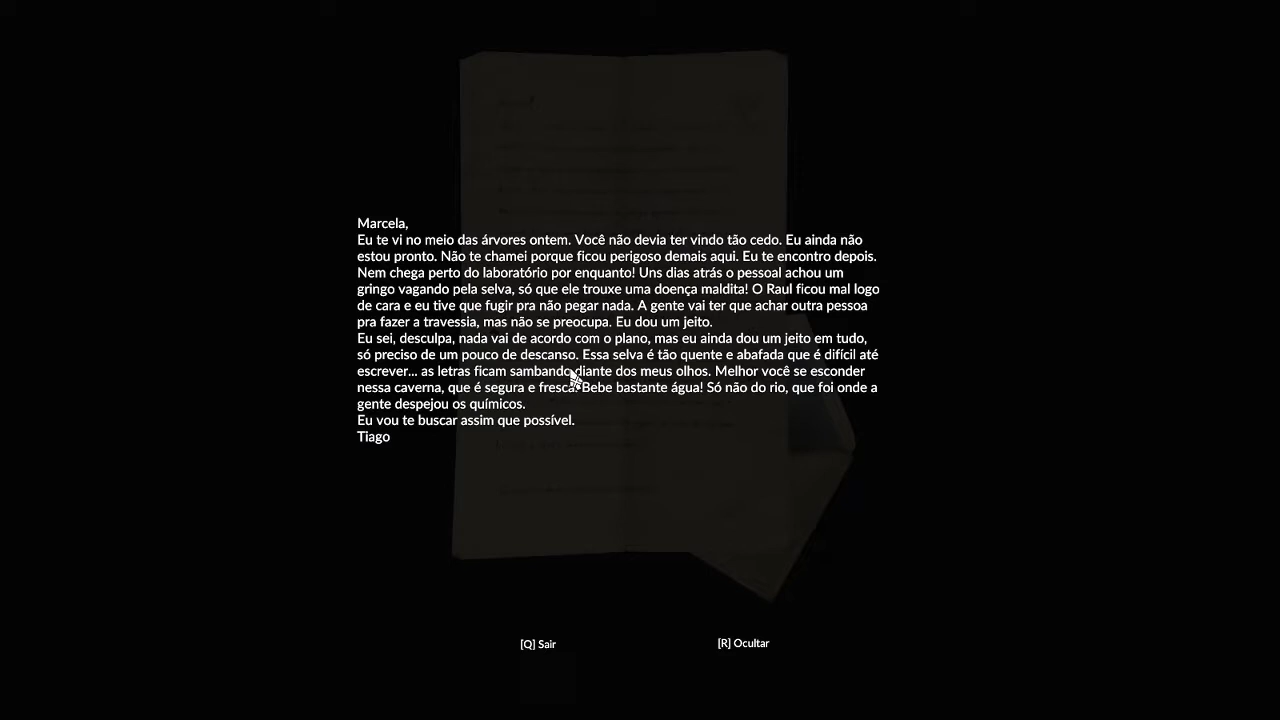 Marcela,
Eu te vi no meio das árvores ontem. Você não devia ter vindo tão cedo. Eu ainda não
estou pronto. Não te chamei porque ficou perigoso demais aqui. Eu te encontro depois.
Nem chega perto do laboratório por enquanto! Uns dias atrás o pessoal achou um
gringo vagando pela selva, só que ele trouxe uma doença maldita! O Raul ficou mal logo
de cara e eu tive que fugir pra não pegar nada. A gente vai ter que achar outra pessoa
pra fazer a travessia, mas não se preocupa. Eu dou um jeito.
Eu sei, desculpa, nada vai de acordo com o plano, mas eu ainda dou um jeito em tudo,
só preciso de um pouco de descanso. Essa selva é tão quente e abafada que é difícil até
escrever... as letras ficam sambando diante dos meus olhos. Melhor você se esconder
nessa caverna, que é segura e fresca. Bebe bastante água! Só não do rio, que foi onde a
gente despejou os químicos.
Eu vou te buscar assim que possível.
Tiago
[Q] Sair
[R] Ocultar